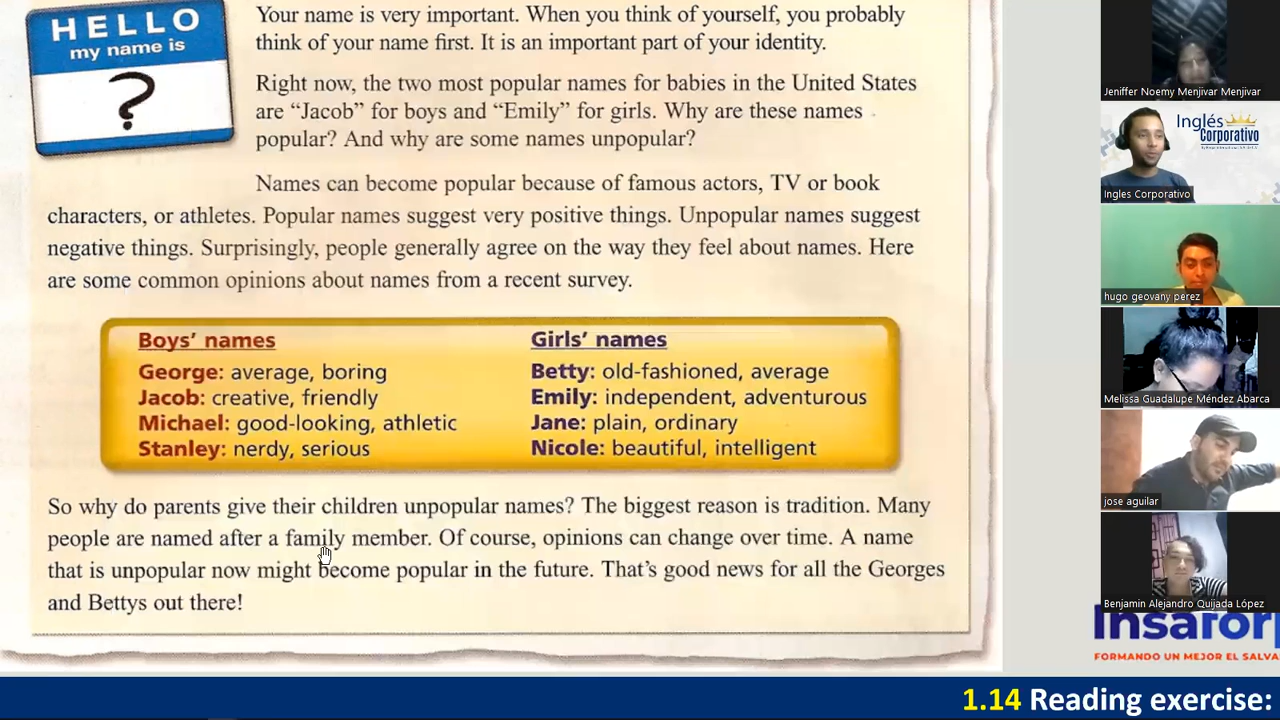 HELLO
my name is
?
Your name is very important. When you think of yourself, you probably
think of your name first. It is an important part of your identity.
Right now, the two most popular names for babies in the United States
are “Jacob” for boys and “Emily” for girls. Why are these names
popular? And why are some names unpopular?
Names can become popular because of famous actors, TV or book
characters, or athletes. Popular names suggest very positive things. Unpopular names suggest
negative things. Surprisingly, people generally agree on the way they feel about names. Here
are some common opinions about names from a recent survey.
Boys’ names
George: average, boring
Jacob: creative, friendly
Michael: good-looking, athletic
Stanley: nerdy, serious
Girls’ names
Betty: old-fashioned, average
Emily: independent, adventurous
Jane: plain, ordinary
Nicole: beautiful, intelligent
So why do parents give their children unpopular names? The biggest reason is tradition. Many
people are named after a family member. Of course, opinions can change over time. A name
that is unpopular now might become popular in the future. That’s good news for all the Georges
and Bettys out there!
1.14 Reading exercise:
Jeniffer Noemy Menjivar Menjivar
Inglés
Corporativo
Ingles Corporativo
hugo geovany perez
Melissa Guadalupe Méndez Abarca
jose aguilar
Benjamin Alejandro Quijada López
Insafor
FORMANDO UN MEJOR EL SALVA